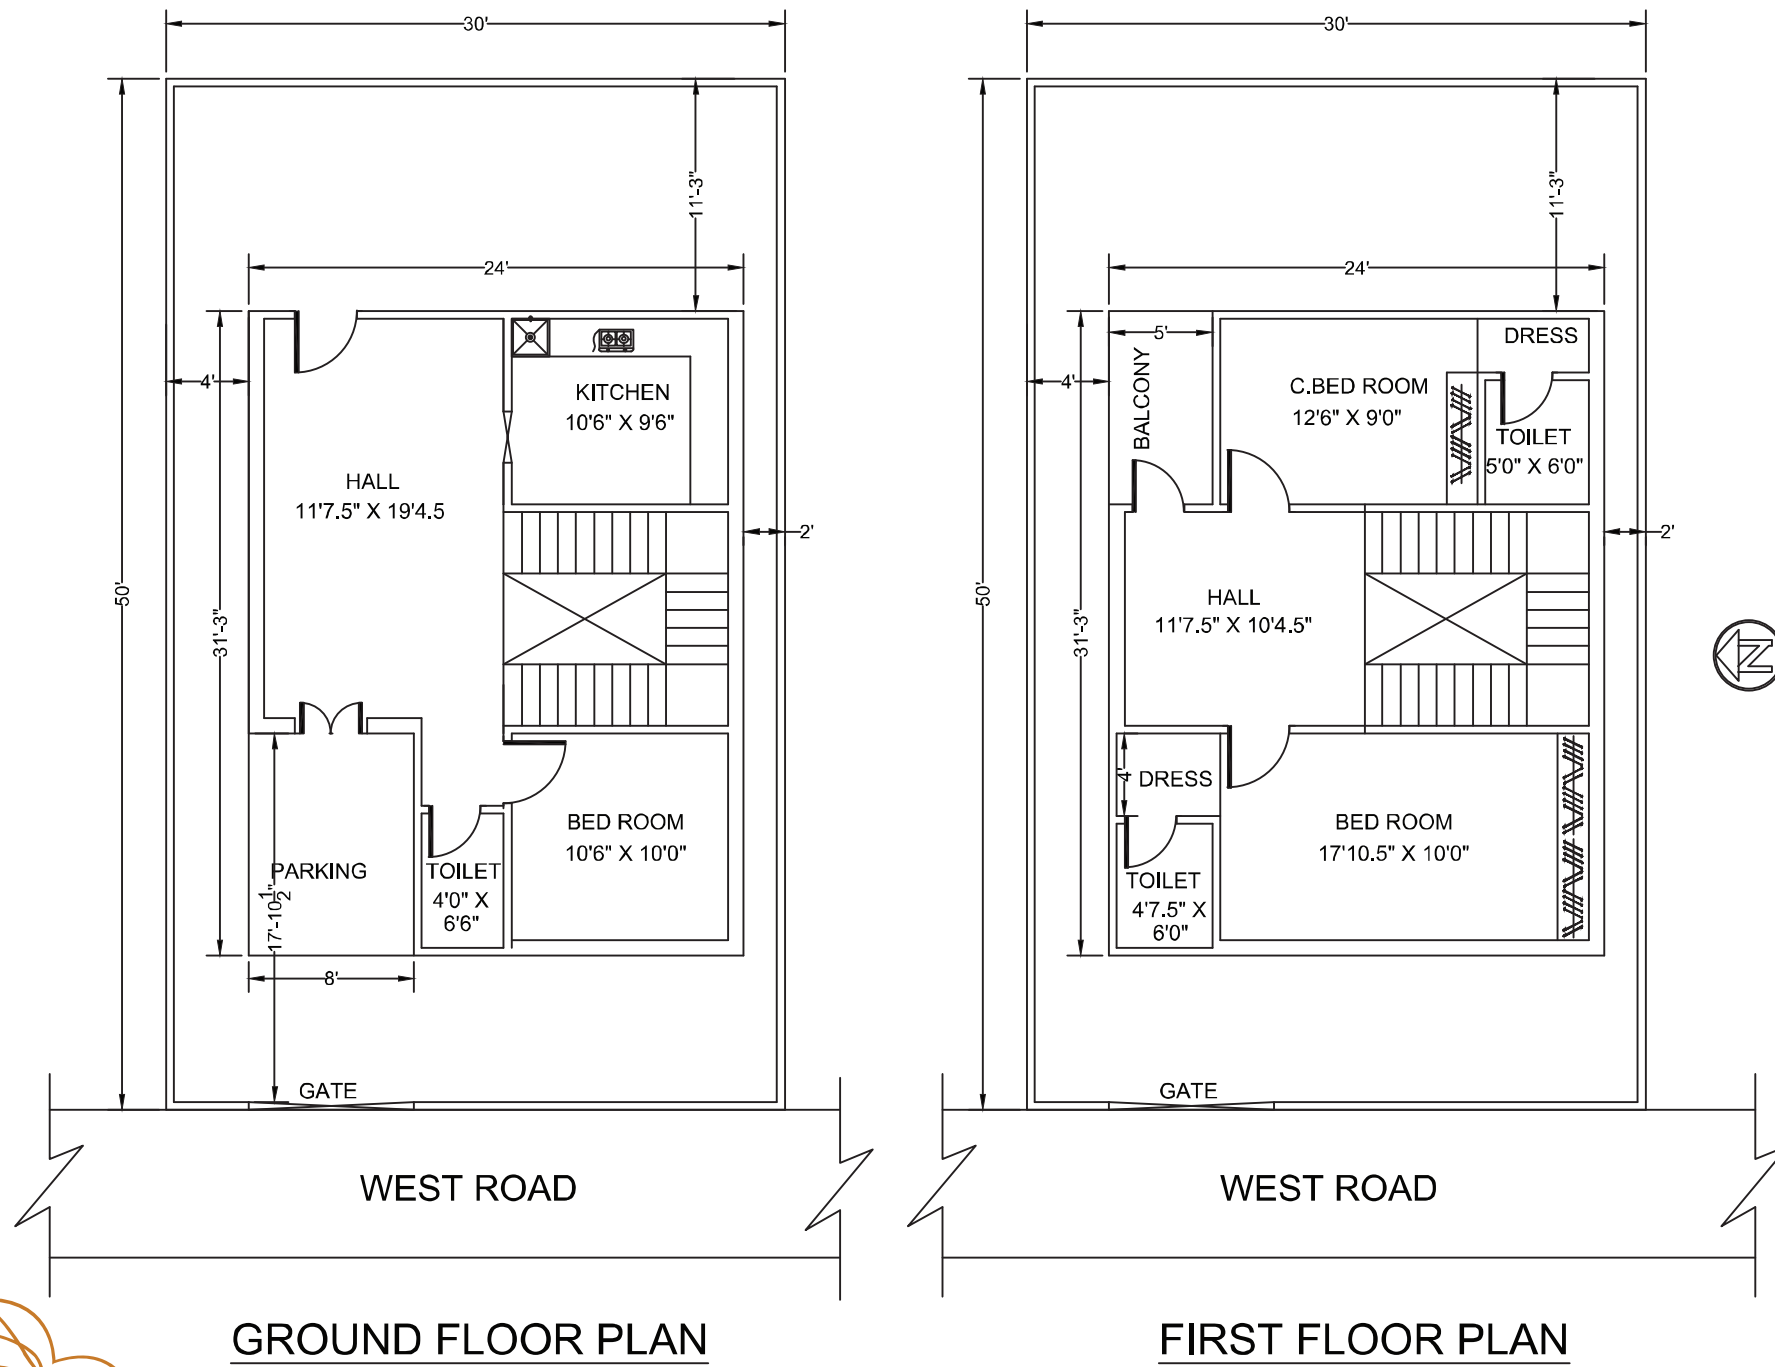 30'
11'-3"
24'
4'
KITCHEN
10'6" X 9'6"
HALL
11'7.5" X 19'4.5
2'
50'
31'-3"
BED ROOM
10'6" X 10'0"
PARKING
17'-10 1/2"
TOILET
4'0" X
6'6"
8'
GATE
WEST ROAD
GROUND FLOOR PLAN
30'
11'-3"
24'
5'
DRESS
4'
BALCONY
C.BED ROOM
12'6" X 9'0"
TOILET
5'0" X 6'0"
2'
50'
31'-3"
HALL
11'7.5" X 10'4.5"
N
4'
DRESS
BED ROOM
17'10.5" X 10'0"
TOILET
4'7.5" X
6'0"
GATE
WEST ROAD
FIRST FLOOR PLAN